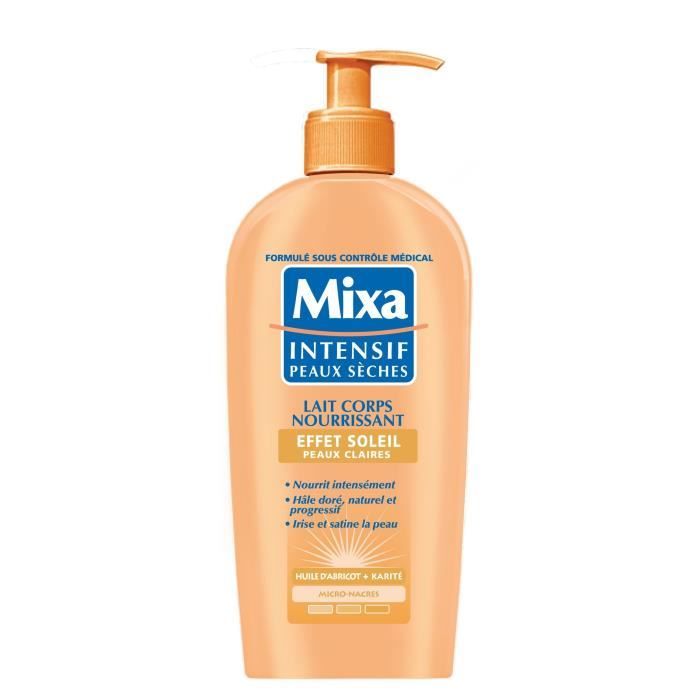 FORMULÉ SOUS CONTRÔLE MÉDICAL
Mixa
INTENSIF
PEAUX SÈCHES
LAIT CORPS
NOURRISSANT
EFFET SOLEIL
PEAUX CLAIRES
• Nourrit intensément
• Hâle doré, naturel et
progressif
• Irise et satine la peau
HUILE D'ABRICOT + KARITÉ
MICRO-NACRES